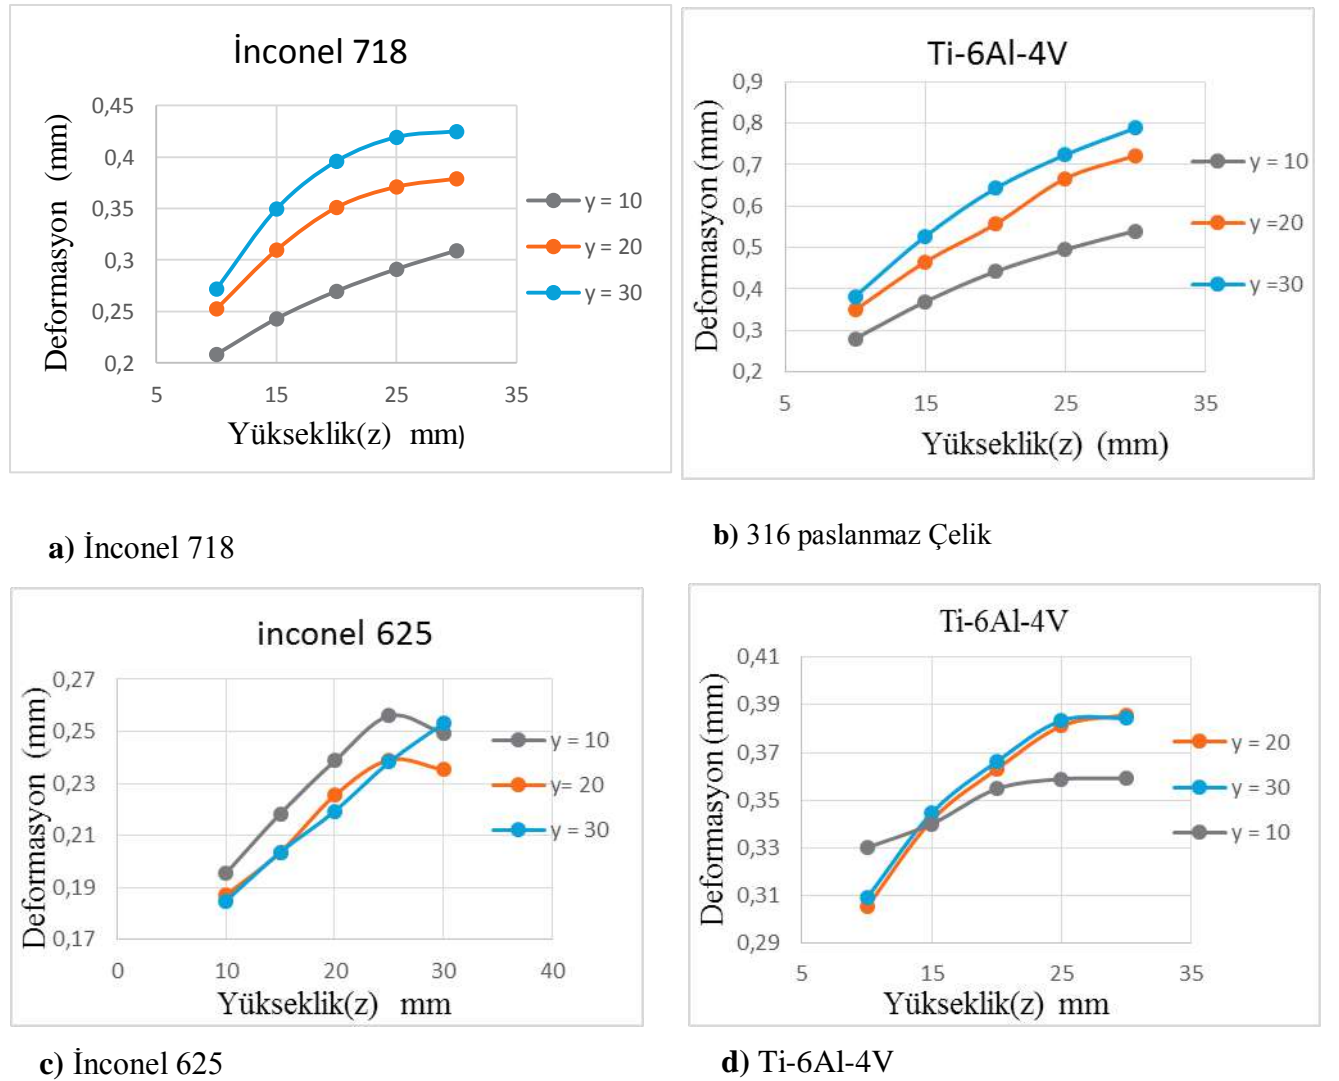 İnconel 718
0,45
0,4
0,35
0,3
0,25
0,2
5
15
25
35
Deformasyon (mm)
Yükseklik(z) mm)
y = 10
y = 20
y = 30
a) İnconel 718
Ti-6Al-4V
0,9
0,8
0,7
0,6
0,5
0,4
0,3
0,2
5
15
25
35
Deformasyon (mm)
Yükseklik(z) (mm)
y = 10
y =20
y =30
b) 316 paslanmaz Çelik
inconel 625
0,27
0,25
0,23
0,21
0,19
0,17
0
10
20
30
40
Deformasyon (mm)
Yükseklik(z) mm
y = 10
y= 20
y = 30
c) İnconel 625
Ti-6Al-4V
0,41
0,39
0,37
0,35
0,33
0,31
0,29
5
15
25
35
Deformasyon (mm)
Yükseklik(z) mm
y = 20
y = 30
y = 10
d) Ti-6Al-4V